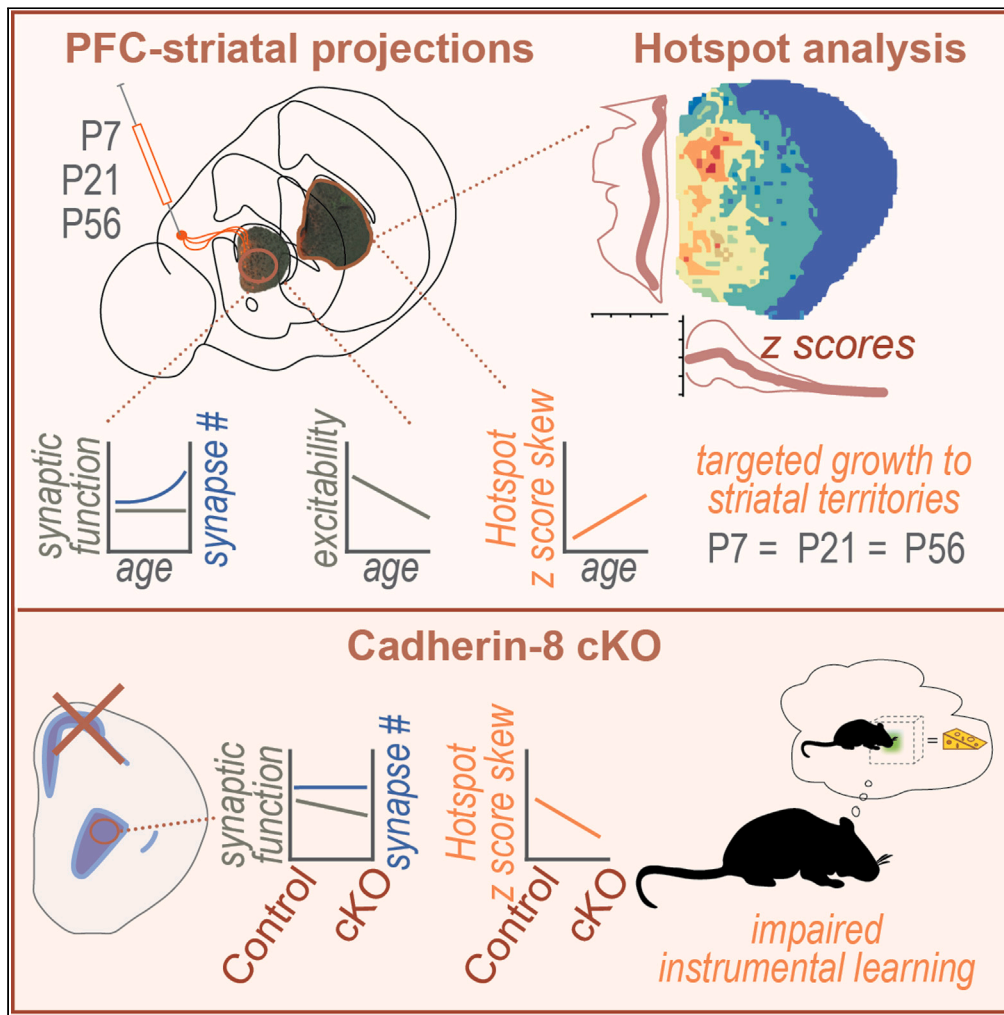 PFC-striatal projections
Hotspot analysis
P7
P21
P56
z scores
synaptic
function
synapse #
age
excitability
age
Hotspot
z score skew
age
targeted growth to
striatal territories
P7 = P21 = P56
Cadherin-8 cKO
synaptic
function
synapse #
Control
cKO
Hotspot
z score skew
Control
cKO
=
impaired
instrumental learning